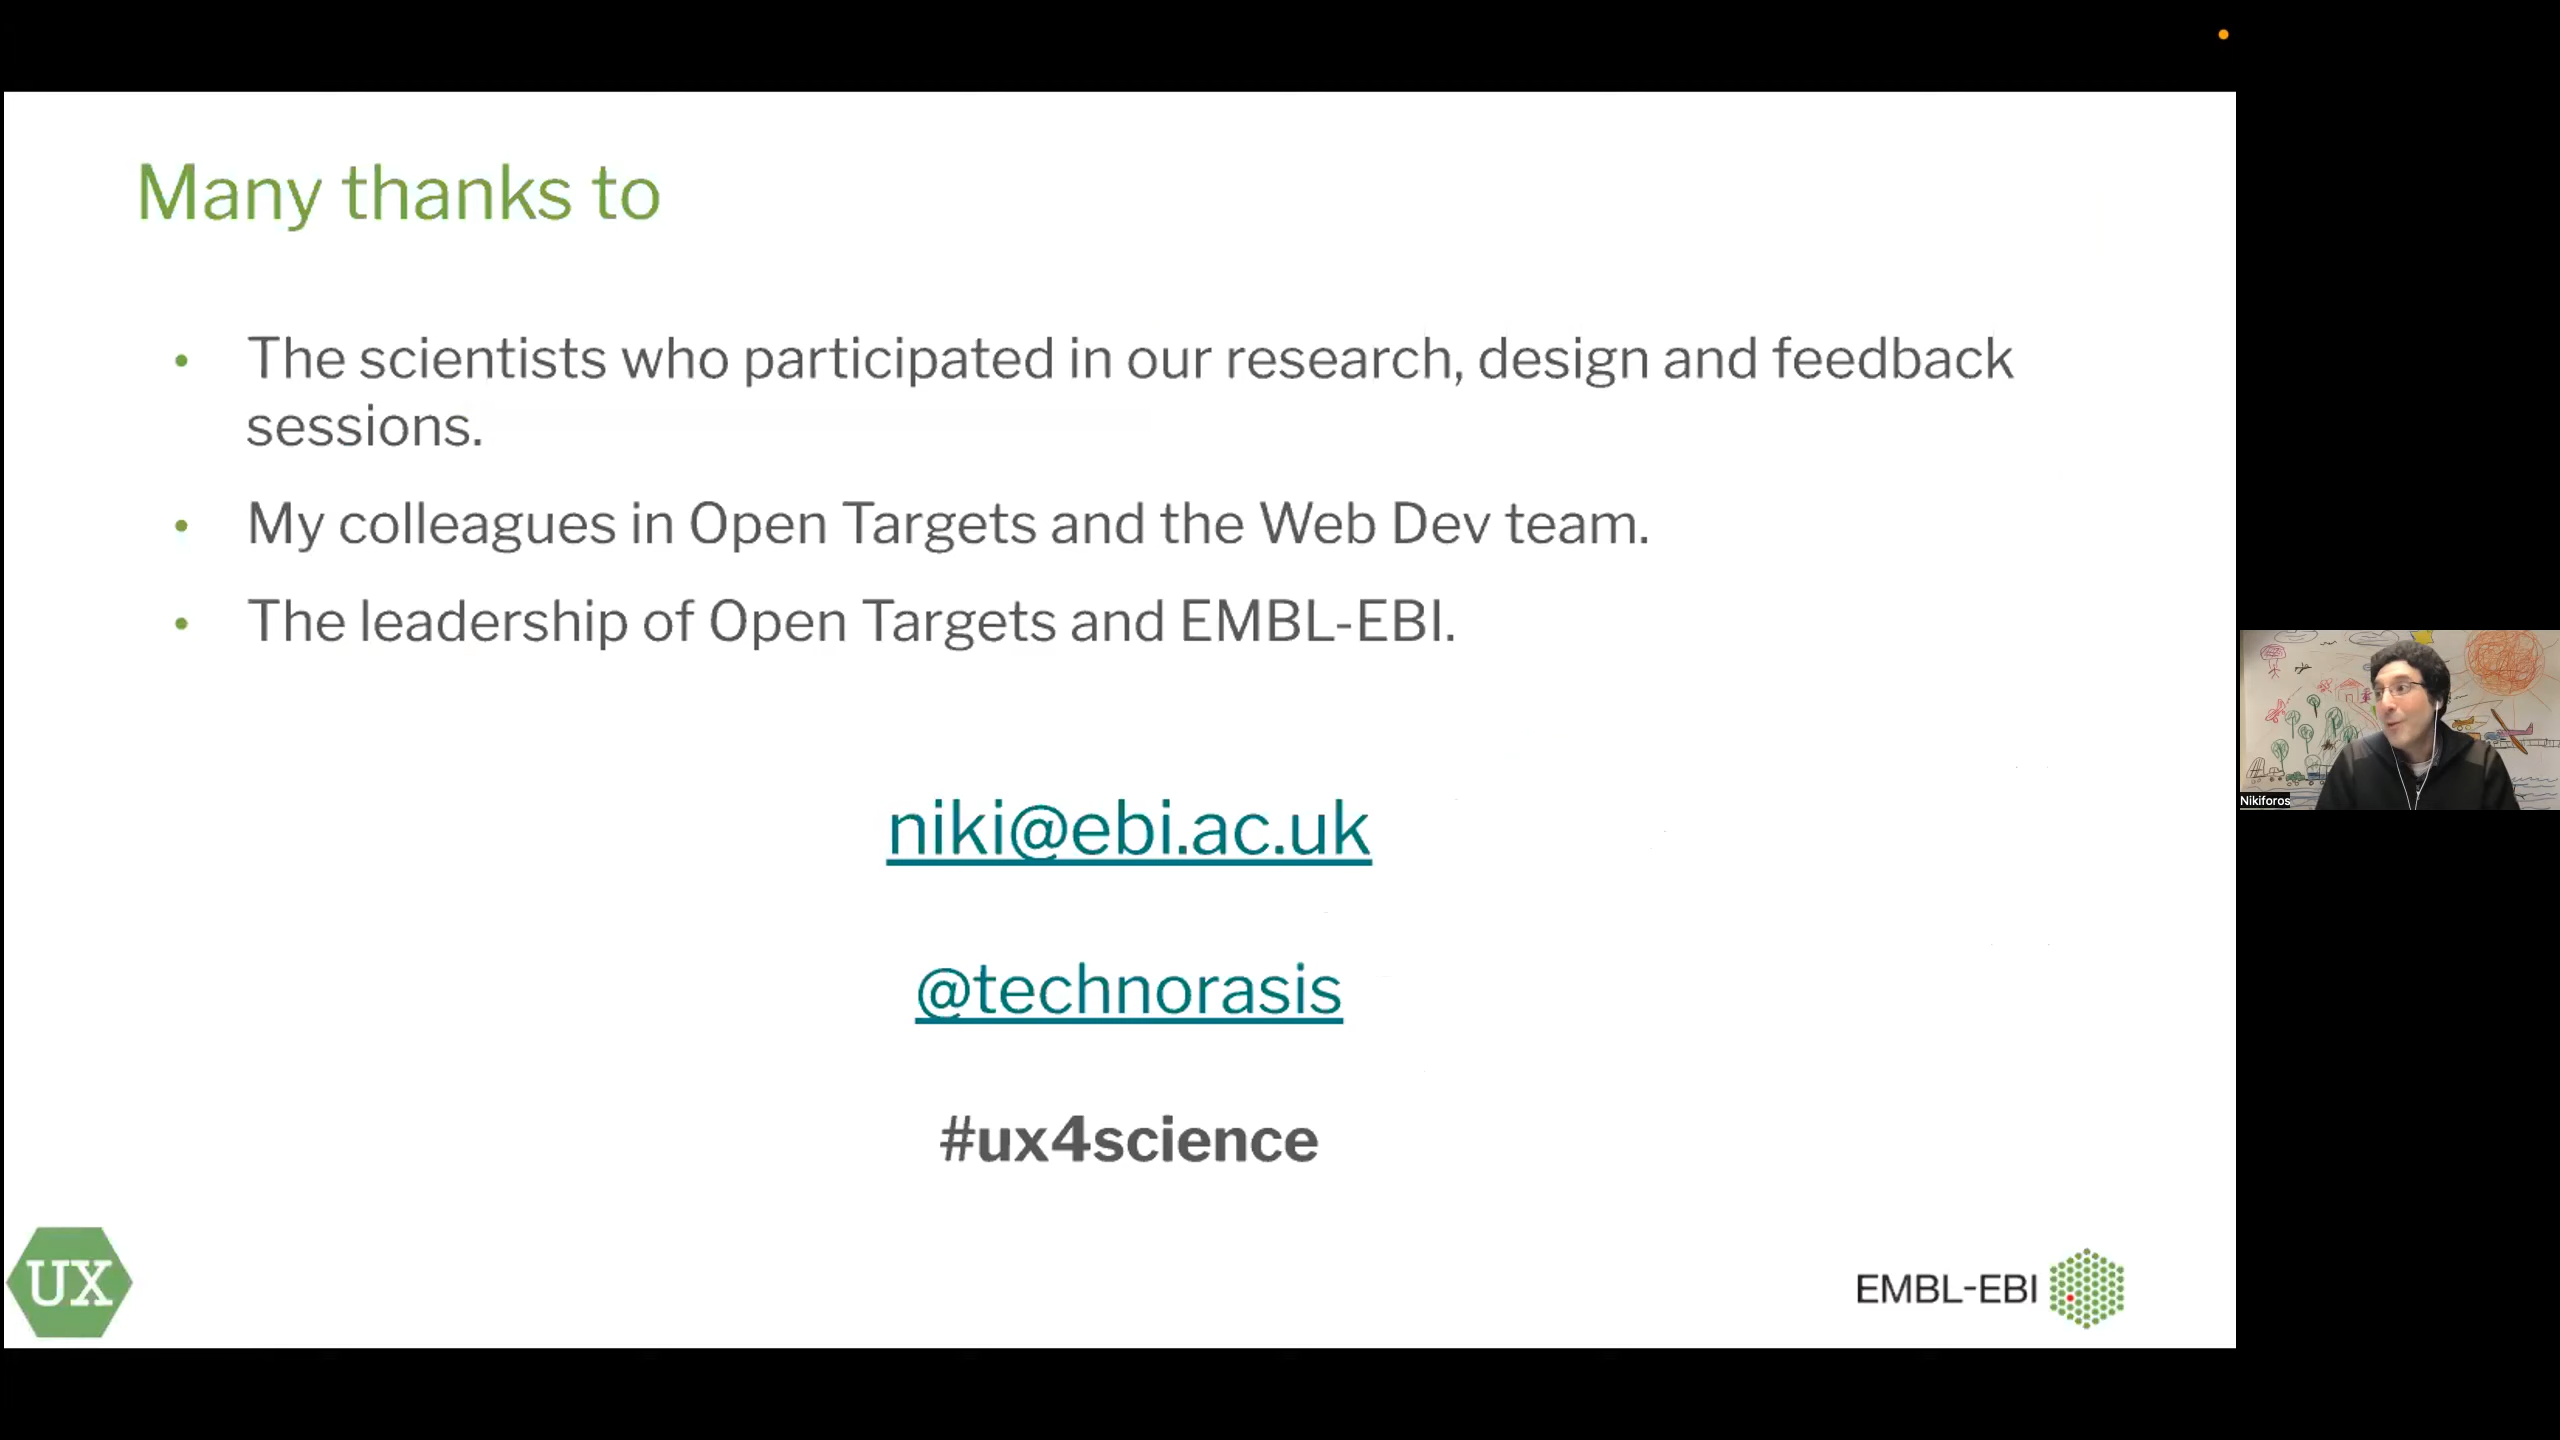 Many thanks to
• The scientists who participated in our research, design and feedback
sessions.
• My colleagues in Open Targets and the Web Dev team.
• The leadership of Open Targets and EMBL-EBI.
niki@ebi.ac.uk
@technorasis
#ux4science
UX
EMBL-EBI
Nikiforos